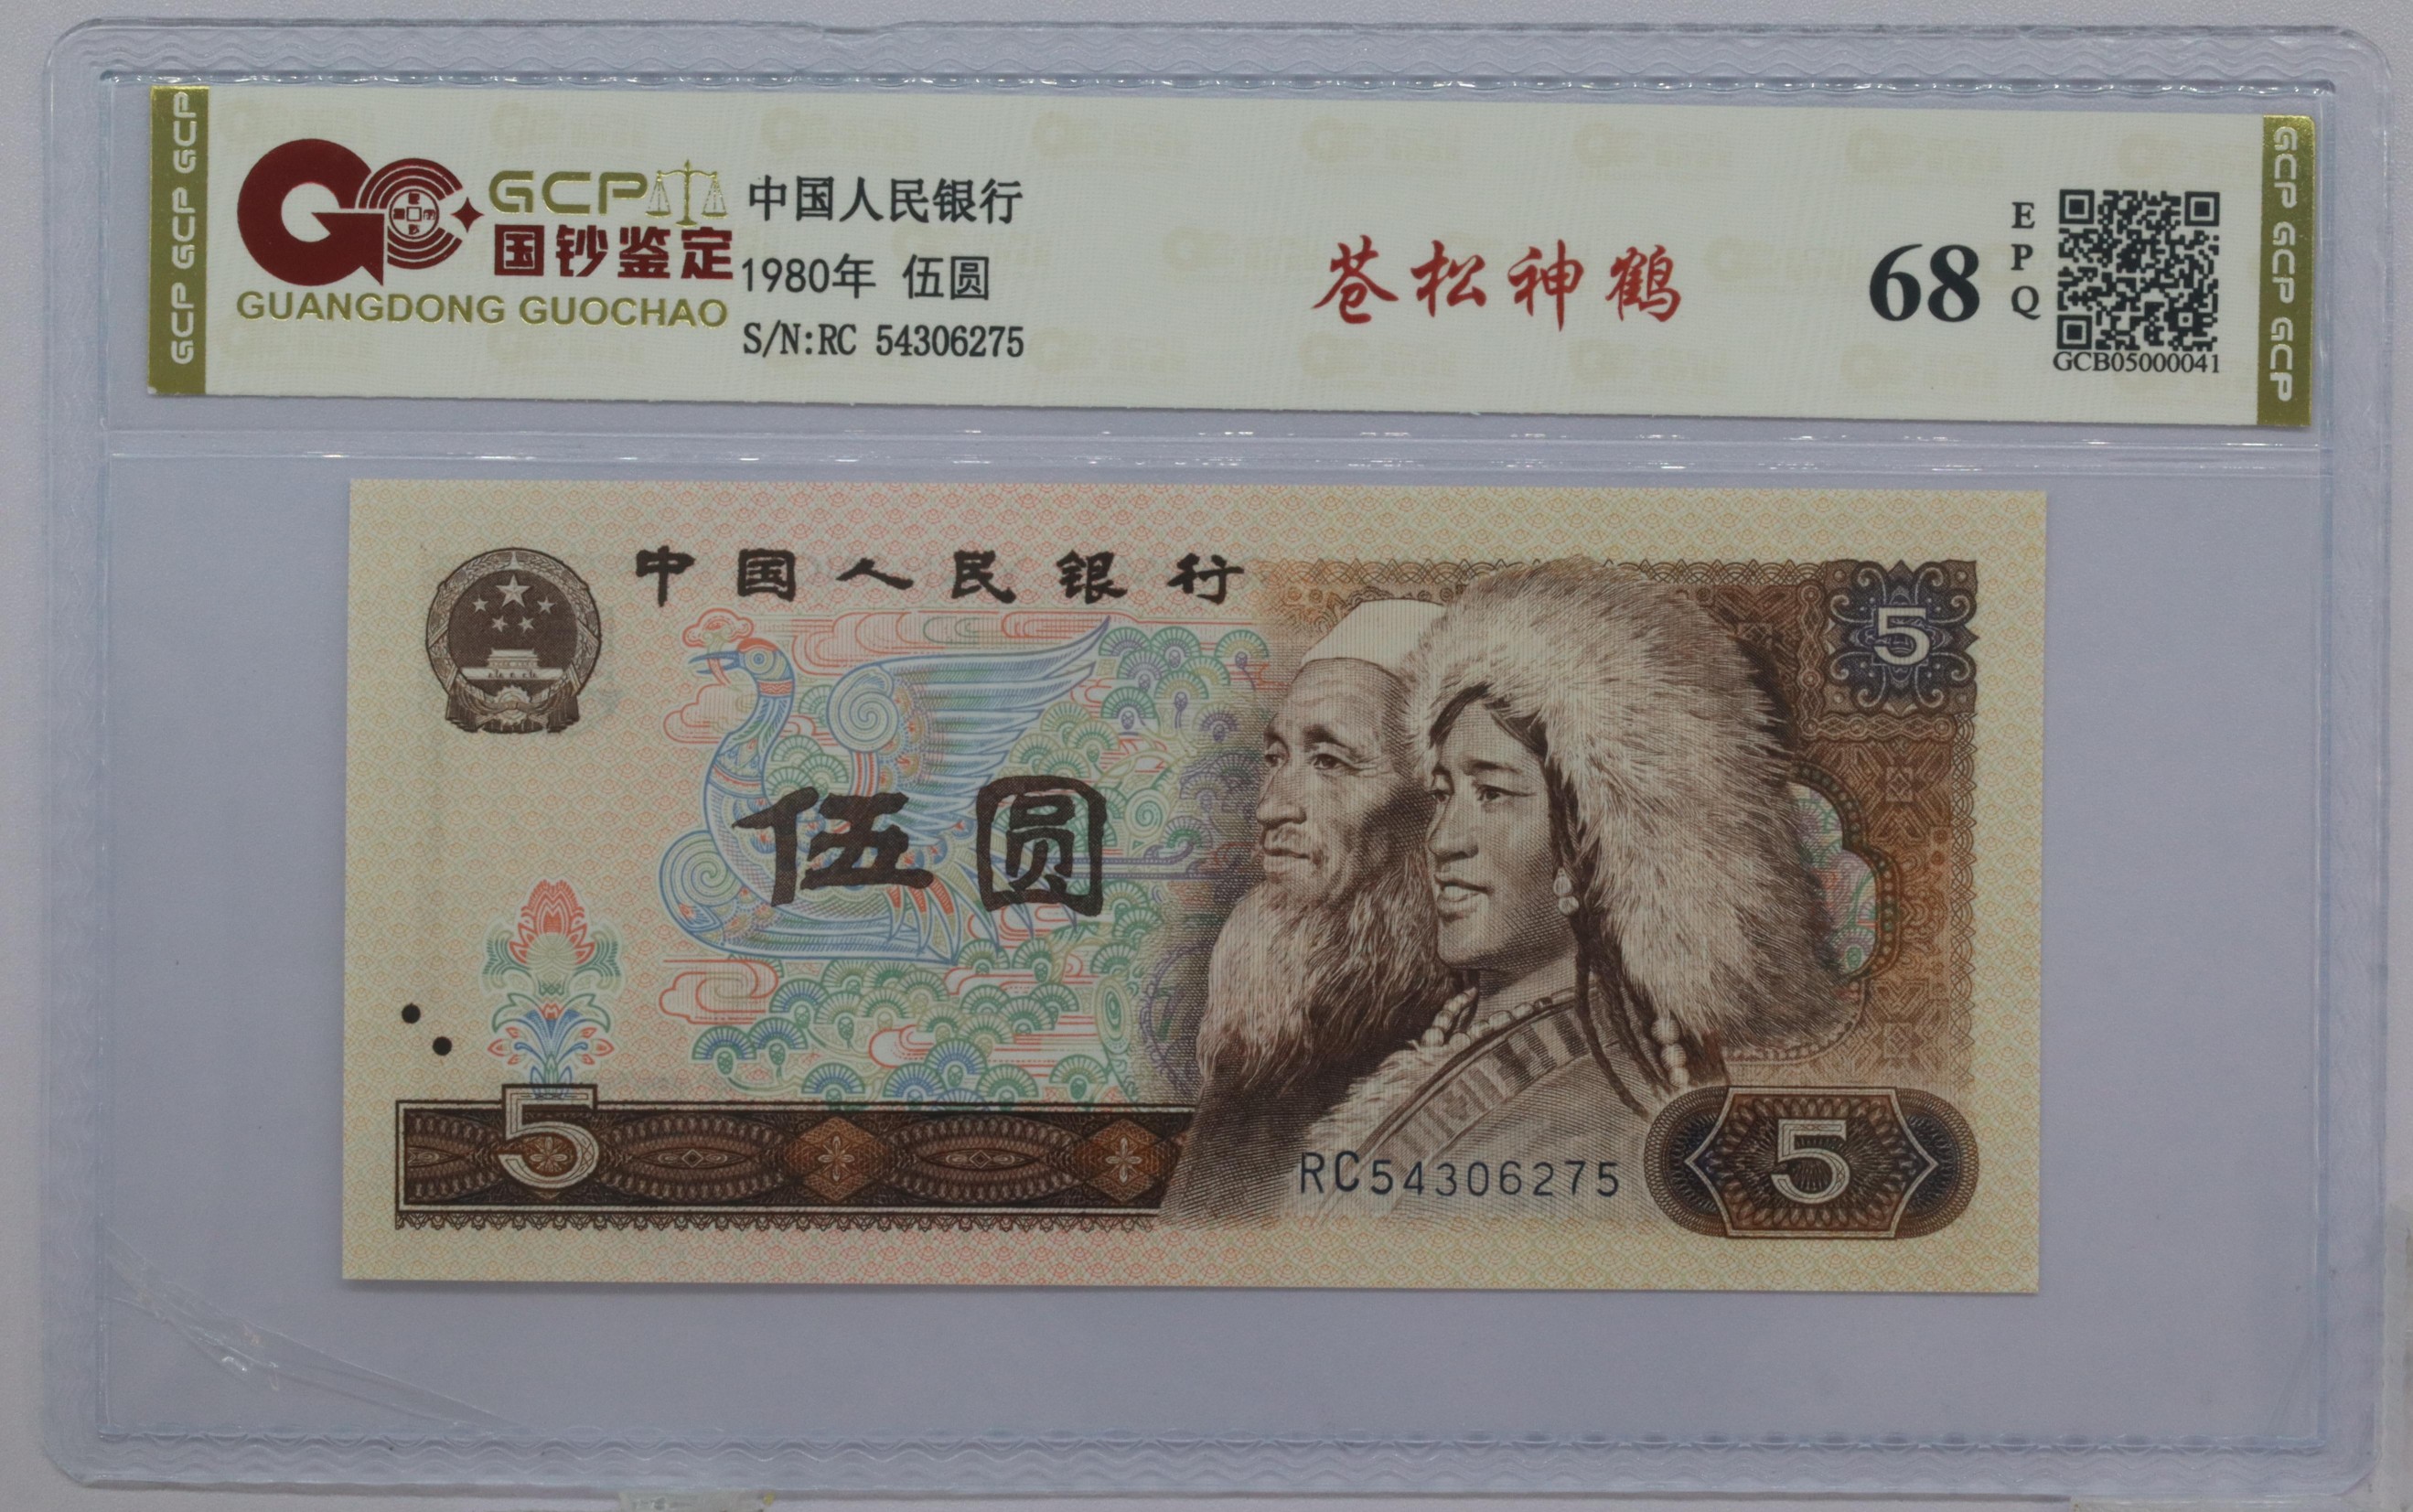 GCP GCP GCP
GCP
国钞鉴定
GUANGDONG GUOCHAO
中国人民银行
1980年 伍圆
S/N:RC 54306275
苍松神鹤
68
EPQ
GCB05000041
GCP GCP GCP
中国人民银行
5
伍圆
5
RC54306275
5